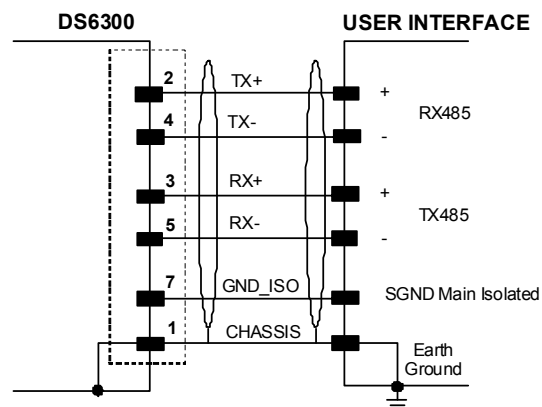 DS6300
USER INTERFACE
2
TX+
+
RX485
4
TX-
-
3
RX+
+
TX485
5
RX-
-
7
GND_ISO
SGND Main Isolated
1
CHASSIS
Earth
Ground